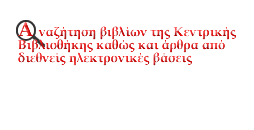 Αναζήτηση βιβλίων της Κεντρικής
Βιβλιοθήκης καθώς και άρθρα από
διεθνείς ηλεκτρονικές βάσεις